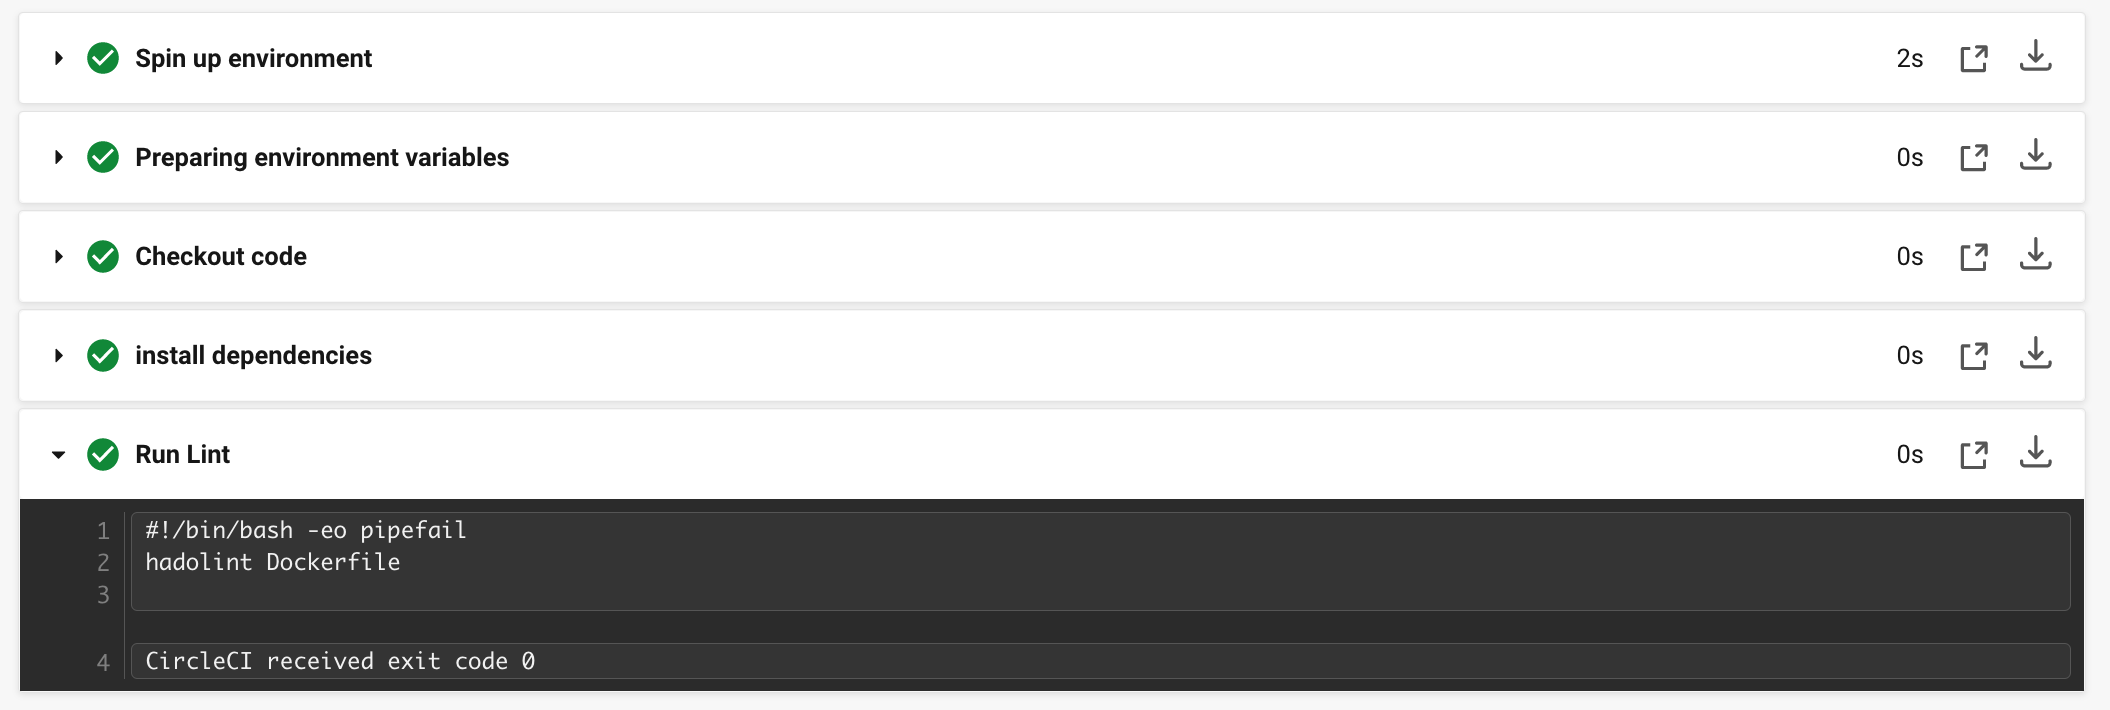 Spin up environment 2s
Preparing environment variables 0s
Checkout code 0s
install dependencies 0s
Run Lint 0s
1 #!/bin/bash -eo pipefail
2 hadolint Dockerfile
3
4 CircleCI received exit code 0